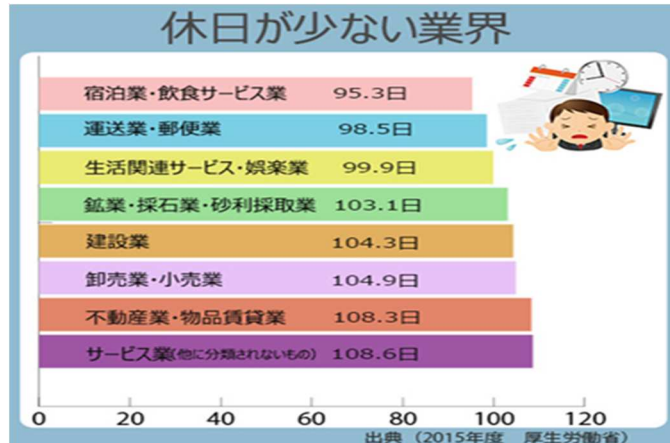 休日が少ない業界
宿泊業・飲食サービス業 95.3日
運送業・郵便業 98.5日
生活関連サービス・娯楽業 99.9日
鉱業・採石業・砂利採取業 103.1日
建設業 104.3日
卸売業・小売業 104.9日
不動産業・物品賃貸業 108.3日
サービス業(他に分類されないもの) 108.6日
0 20 40 60 80 100 120
出典（2015年度 厚生労働省）